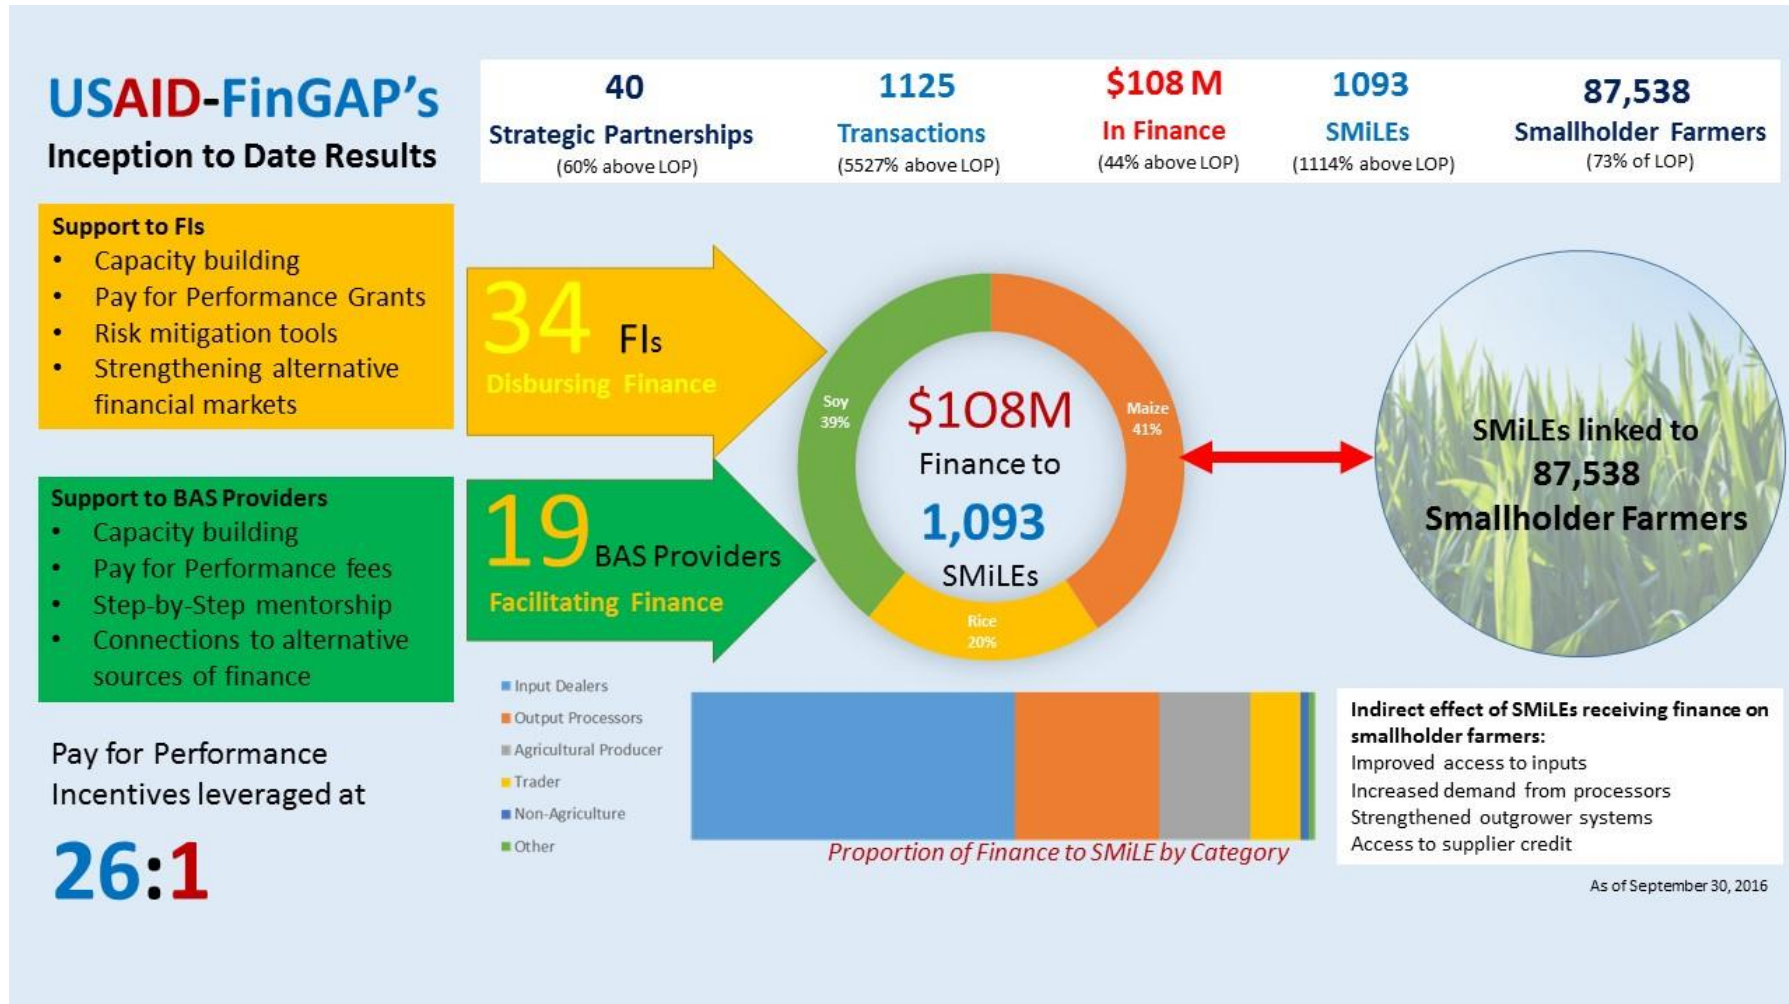 USAID-FinGAP's
Inception to Date Results
40
Strategic Partnerships
(60% above LOP)
1125
Transactions
(5527% above LOP)
$108 M
In Finance
(44% above LOP)
1093
SMiLEs
(1114% above LOP)
87,538
Smallholder Farmers
(73% of LOP)
Support to FIs
• Capacity building
• Pay for Performance Grants
• Risk mitigation tools
• Strengthening alternative
financial markets
34 FIs
Disbursing Finance
Support to BAS Providers
• Capacity building
• Pay for Performance fees
• Step-by-Step mentorship
• Connections to alternative
sources of finance
19 BAS Providers
Facilitating Finance
Soy
39%
Maize
41%
Rice
20%
$108M
Finance to
1,093
SMiLEs
SMiLEs linked to
87,538
Smallholder Farmers
Pay for Performance
Incentives leveraged at
26:1
Input Dealers
Output Processors
Agricultural Producer
Trader
Non-Agriculture
Other
Proportion of Finance to SMiLE by Category
Indirect effect of SMiLEs receiving finance on
smallholder farmers:
Improved access to inputs
Increased demand from processors
Strengthened outgrower systems
Access to supplier credit
As of September 30, 2016